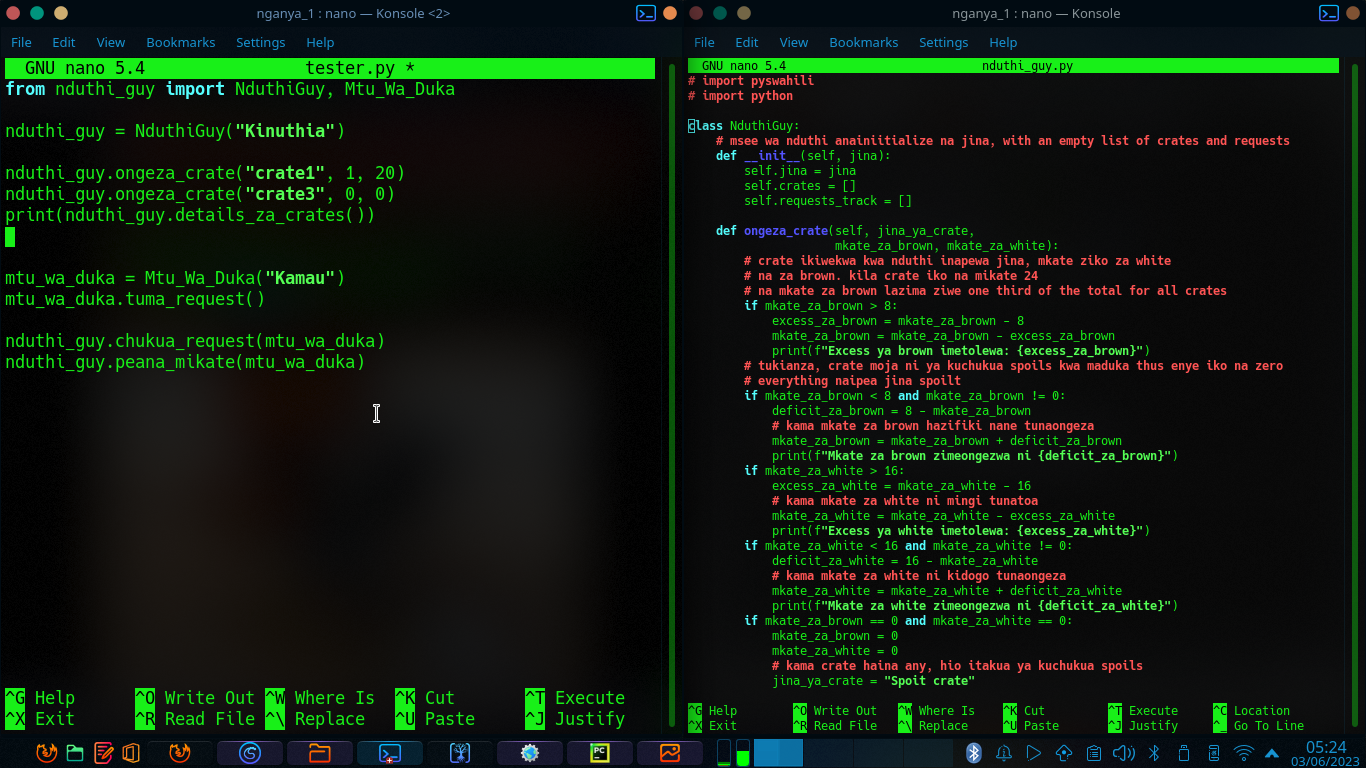 nganya_1 : nano — Konsole <2>
File Edit View Bookmarks Settings Help
GNU nano 5.4 tester.py *
from nduthi_guy import NduthiGuy, Mtu_Wa_Duka
nduthi_guy = NduthiGuy("Kinuthia")
nduthi_guy.ongeza_crate("crate1", 1, 20)
nduthi_guy.ongeza_crate("crate3", 0, 0)
print(nduthi_guy.details_za_crates())
mtu_wa_duka = Mtu_Wa_Duka("Kamau")
mtu_wa_duka.tuma_request()
nduthi_guy.chukua_request(mtu_wa_duka)
nduthi_guy.peana_mikate(mtu_wa_duka)
^G Help ^O Write Out ^W Where Is ^K Cut ^T Execute
^X Exit ^R Read File ^\ Replace ^U Paste ^J Justify
nganya_1 : nano — Konsole
File Edit View Bookmarks Settings Help
GNU nano 5.4 nduthi_guy.py
# import pyswahili
# import python
class NduthiGuy:
# msee wa nduthi anainiitialize na jina, with an empty list of crates and requests
def __init__(self, jina):
self.jina = jina
self.crates = []
self.requests_track = []
def ongeza_crate(self, jina_ya_crate,
mkate_za_brown, mkate_za_white):
# crate ikiwekwa kwa nduthi inapewa jina, mkate ziko za white
# na za brown. kila crate iko na mikate 24
# na mkate za brown lazima ziwe one third of the total for all crates
if mkate_za_brown > 8:
excess_za_brown = mkate_za_brown - 8
mkate_za_brown = mkate_za_brown - excess_za_brown
print(f"Excess ya brown imetolewa: {excess_za_brown}")
# tukianza, crate moja ni ya kuchukua spoils kwa maduka thus enye iko na zero
# everything naipea jina spoilt
if mkate_za_brown < 8 and mkate_za_brown != 0:
deficit_za_brown = 8 - mkate_za_brown
# kama mkate za brown hazifiki nane tunaongeza
mkate_za_brown = mkate_za_brown + deficit_za_brown
print(f"Mkate za brown zimeongezwa ni {deficit_za_brown}")
if mkate_za_white > 16:
excess_za_white = mkate_za_white - 16
# kama mkate za white ni mingi tunatoa
mkate_za_white = mkate_za_white - excess_za_white
print(f"Excess ya white imetolewa: {excess_za_white}")
if mkate_za_white < 16 and mkate_za_white != 0:
deficit_za_white = 16 - mkate_za_white
# kama mkate za white ni kidogo tunaongeza
mkate_za_white = mkate_za_white + deficit_za_white
print(f"Mkate za white zimeongezwa ni {deficit_za_white}")
if mkate_za_brown == 0 and mkate_za_white == 0:
mkate_za_brown = 0
mkate_za_white = 0
# kama crate haina any, hio itakua ya kuchukua spoils
jina_ya_crate = "Spoit crate"
^G Help ^O Write Out ^W Where Is ^K Cut ^T Execute ^C Location
^X Exit ^R Read File ^\ Replace ^U Paste ^J Justify ^_ Go To Line
PC
05:24
03/06/2023